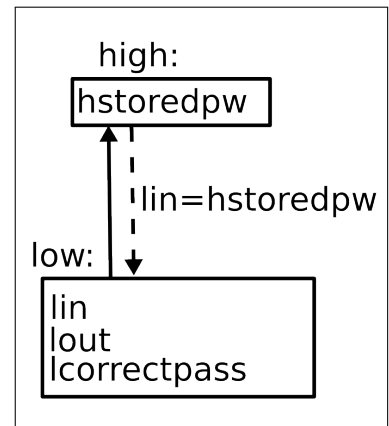 high:
hstoredpw
lin=hstoredpw
low:
lin
lout
lcorrectpass